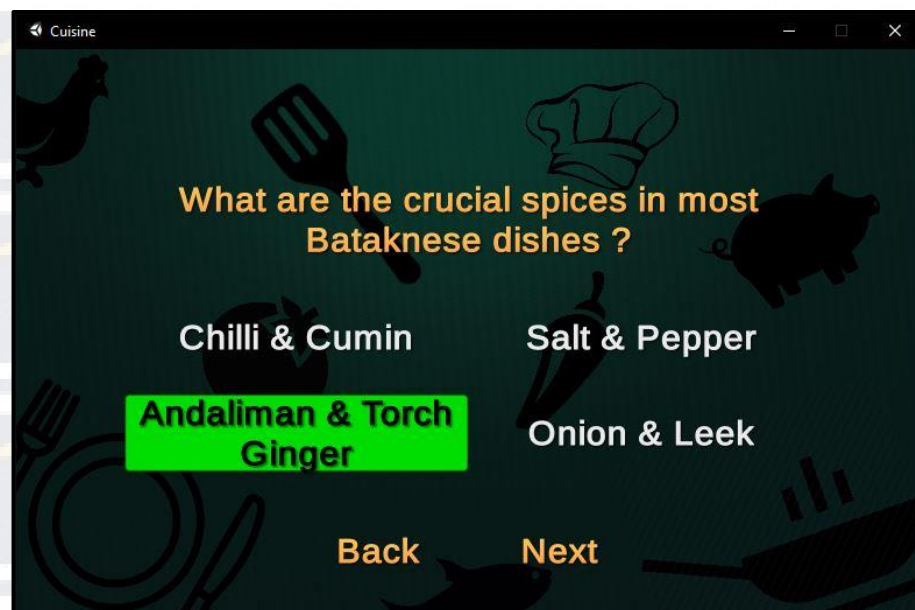 Cuisine
What are the crucial spices in most
Bataknese dishes ?
Chilli & Cumin
Salt & Pepper
Andaliman & Torch
Ginger
Onion & Leek
Back
Next